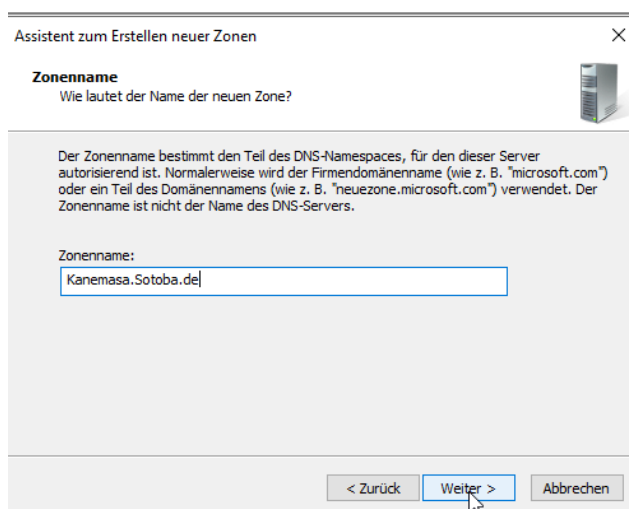 Assistent zum Erstellen neuer Zonen
Zonenname
Wie lautet der Name der neuen Zone?
Der Zonenname bestimmt den Teil des DNS-Namespaces, für den dieser Server
autorisierend ist. Normalerweise wird der Firmendomänenname (wie z. B. "microsoft.com")
oder ein Teil des Domänennamens (wie z. B. "neuezone.microsoft.com") verwendet. Der
Zonenname ist nicht der Name des DNS-Servers.
Zonenname:
Kanemasa.Sotoba.de
< Zurück Weiter > Abbrechen